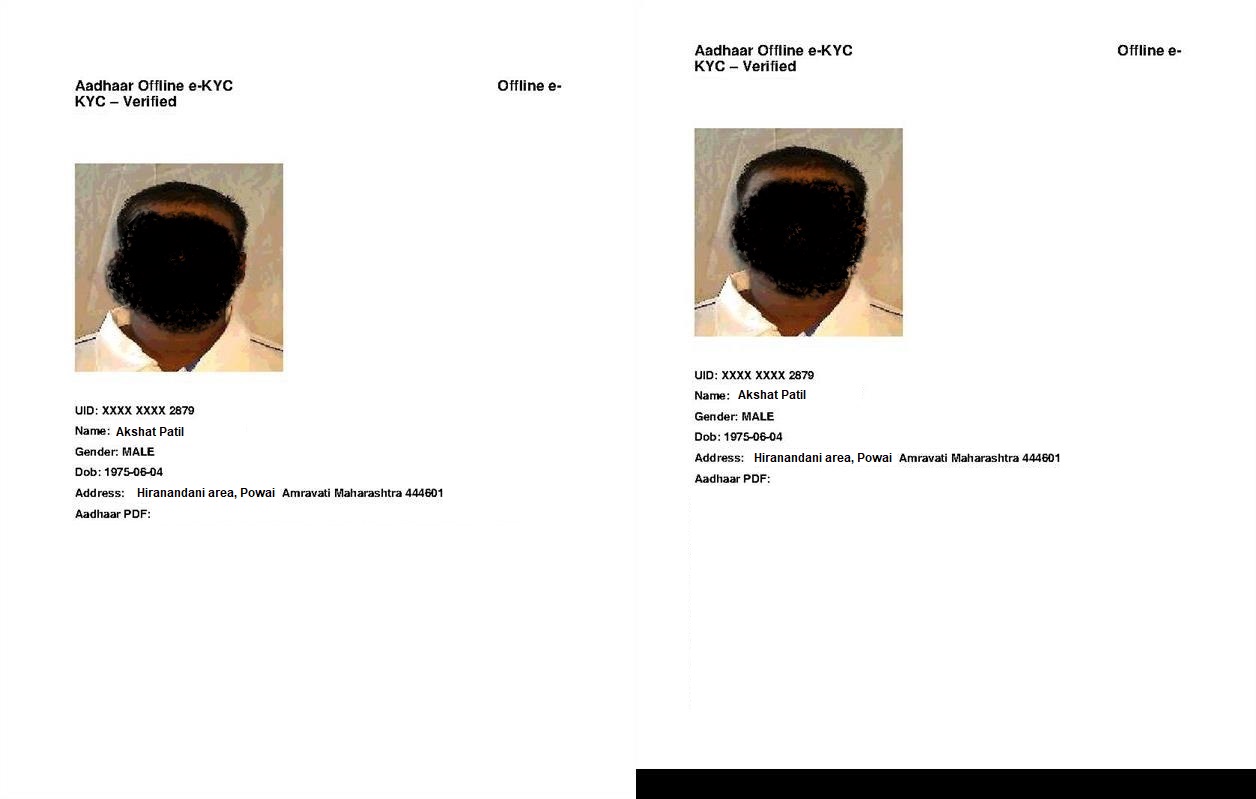 Aadhaar Offline e-KYC Offline e-
KYC – Verified
UID: XXXX XXXX 2879
Name: Akshat Patil
Gender: MALE
Dob: 1975-06-04
Address: Hiranandani area, Powai Amravati Maharashtra 444601
Aadhaar PDF:
Aadhaar Offline e-KYC Offline e-
KYC – Verified
UID: XXXX XXXX 2879
Name: Akshat Patil
Gender: MALE
Dob: 1975-06-04
Address: Hiranandani area, Powai Amravati Maharashtra 444601
Aadhaar PDF: